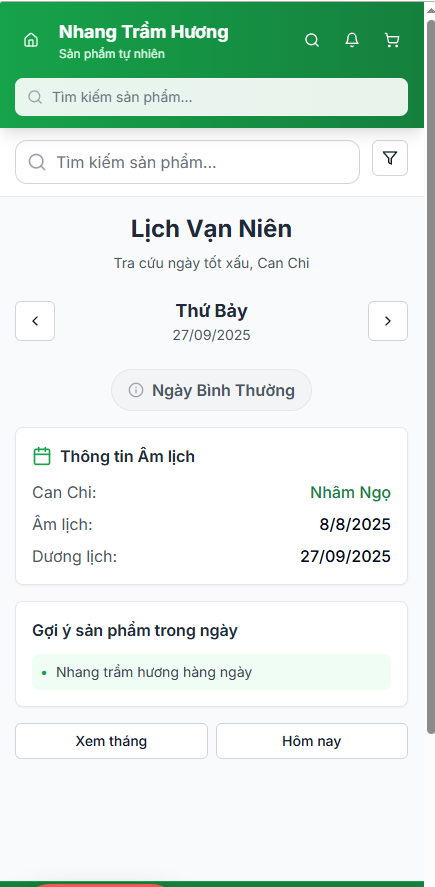 Nhang Trầm Hương
Sản phẩm tự nhiên
Tìm kiếm sản phẩm...
Tìm kiếm sản phẩm...
Lịch Vạn Niên
Tra cứu ngày tốt xấu, Can Chi
Thứ Bảy
27/09/2025
Ngày Bình Thường
Thông tin Âm lịch
Can Chi: Nhâm Ngọ
Âm lịch: 8/8/2025
Dương lịch: 27/09/2025
Gợi ý sản phẩm trong ngày
• Nhang trầm hương hàng ngày
Xem tháng Hôm nay